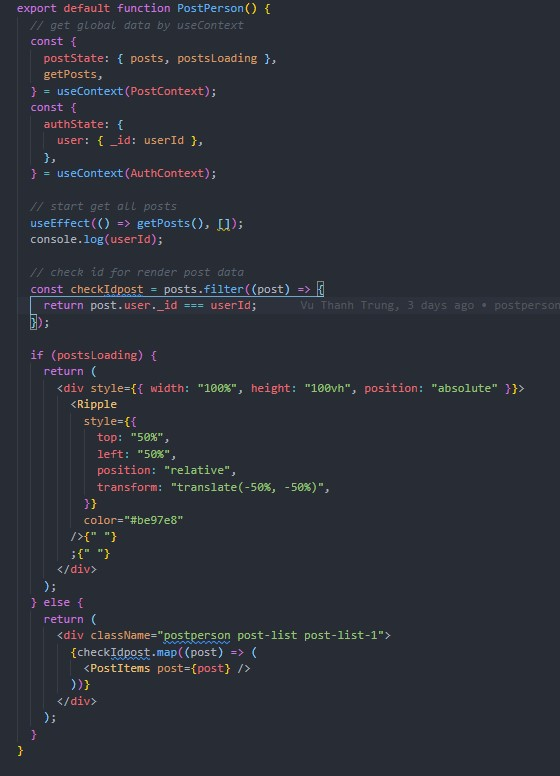 export default function PostPerson() {
  // get global data by useContext
  const {
    postState: { posts, postsLoading },
    getPosts,
  } = useContext(PostContext);
  const {
    authState: {
      user: { _id: userId },
    },
  } = useContext(AuthContext);

  // start get all posts
  useEffect(() => getPosts(), []);
  console.log(userId);

  // check id for render post data
  const checkIdpost = posts.filter((post) => {
    return post.user._id === userId;      Vu Thanh Trung, 3 days ago • postperson
  });

  if (postsLoading) {
    return (
      <div style={{ width: "100%", height: "100vh", position: "absolute" }}>
        <Ripple
          style={{
            top: "50%",
            left: "50%",
            position: "relative",
            transform: "translate(-50%, -50%)",
          }}
          color="#be97e8"
        />{" "}
        ;{" "}
      </div>
    );
  } else {
    return (
      <div className="postperson post-list post-list-1">
        {checkIdpost.map((post) => (
          <PostItems post={post} />
        ))}
      </div>
    );
  }
}